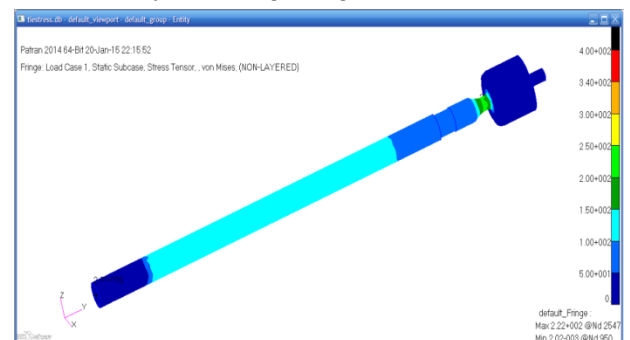 tiestress.db - default_viewport - default_group - Entity
Patran 2014 64-Bit 20-Jan-15 22:15:52
Fringe: Load Case 1, Static Subcase, Stress Tensor, , von Mises, (NON-LAYERED)
4.00+002
3.40+002
3.00+002
2.50+002
2.00+002
1.50+002
1.00+002
5.00+001
0.
Z
Y
X
default_Fringe :
Max 2.22+002 @Nd 2547
Min 2.02-003 @Nd 950